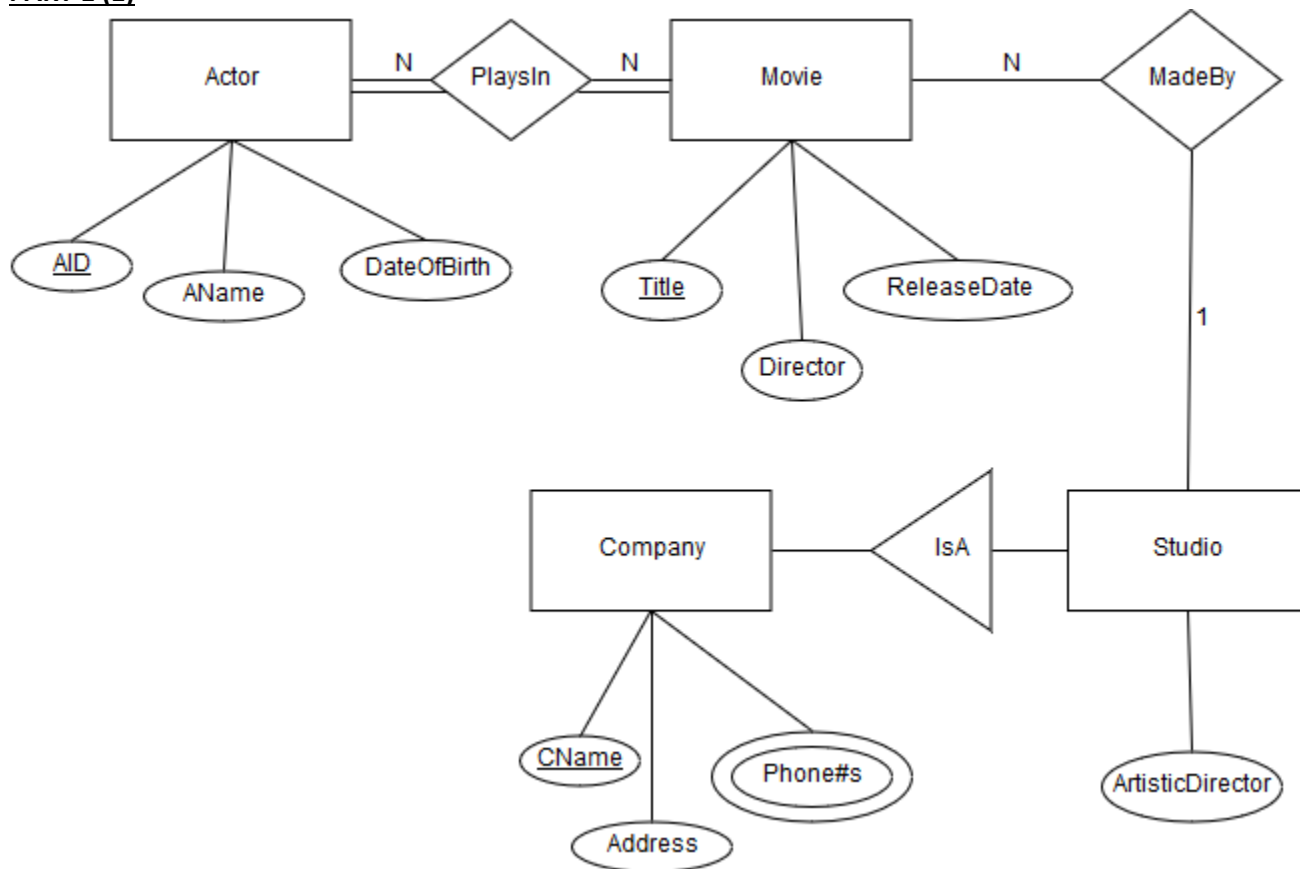 Actor
N
PlaysIn
N
Movie
N
MadeBy
AID
AName
DateOfBirth
Title
Director
ReleaseDate
1
Company
IsA
Studio
CName
Address
Phone#s
ArtisticDirector